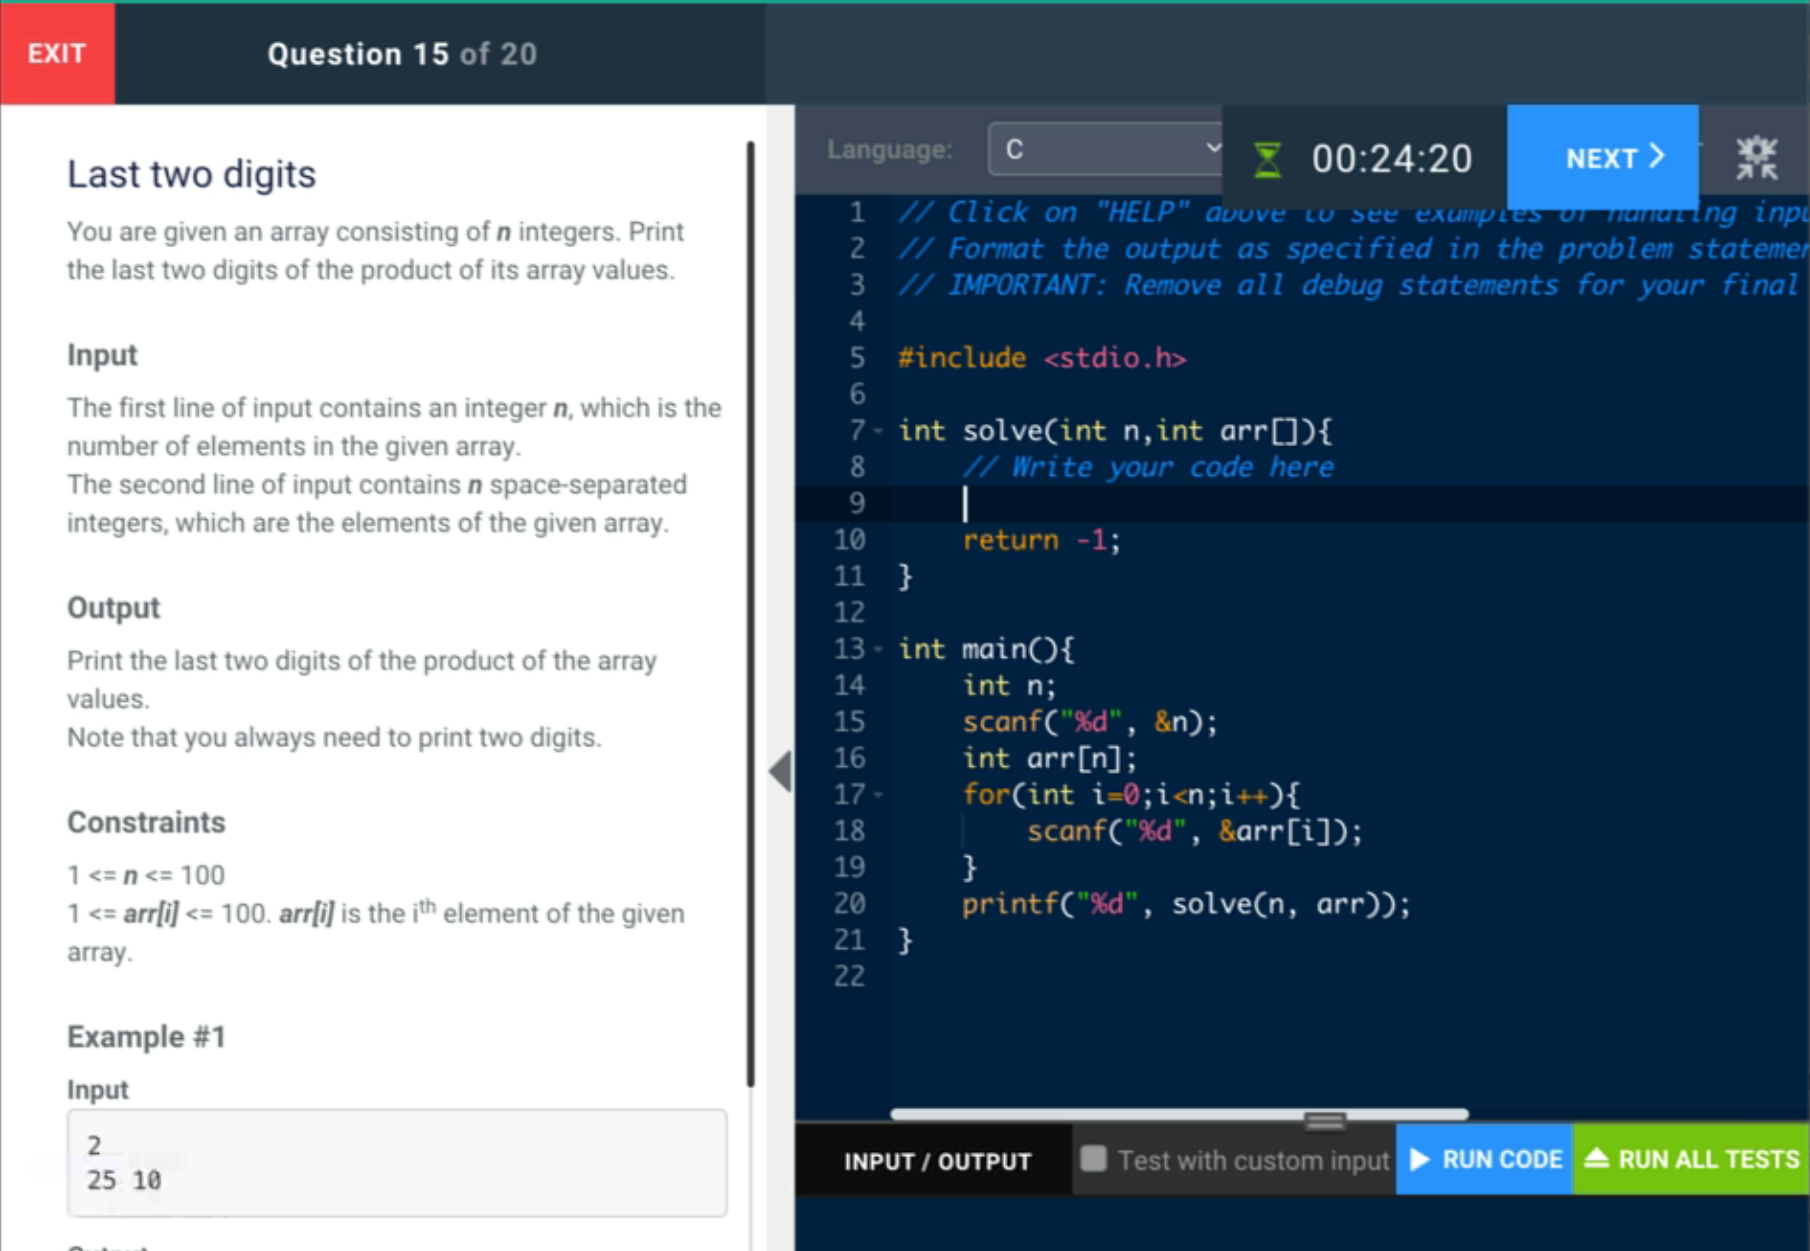 EXIT
Question 15 of 20
Last two digits
You are given an array consisting of n integers. Print
the last two digits of the product of its array values.
Input
The first line of input contains an integer n, which is the
number of elements in the given array.
The second line of input contains n space-separated
integers, which are the elements of the given array.
Output
Print the last two digits of the product of the array
values.
Note that you always need to print two digits.
Constraints
1 <= n <= 100
1 <= arr[i] <= 100. arr[i] is the ith element of the given
array.
Example #1
Input
2
25 10
Language:
C
00:24:20
NEXT
1 // Click on "HELP" above to see examples of handling inpu
2 // Format the output as specified in the problem statemen
3 // IMPORTANT: Remove all debug statements for your final
4
5 #include <stdio.h>
6
7 int solve(int n,int arr[]){
8 // Write your code here
9
10 return -1;
11 }
12
13 int main(){
14 int n;
15 scanf("%d", &n);
16 int arr[n];
17 for(int i=0;i<n;i++){
18 scanf("%d", &arr[i]);
19 }
20 printf("%d", solve(n, arr));
21 }
22
INPUT / OUTPUT
Test with custom input
RUN CODE
RUN ALL TESTS